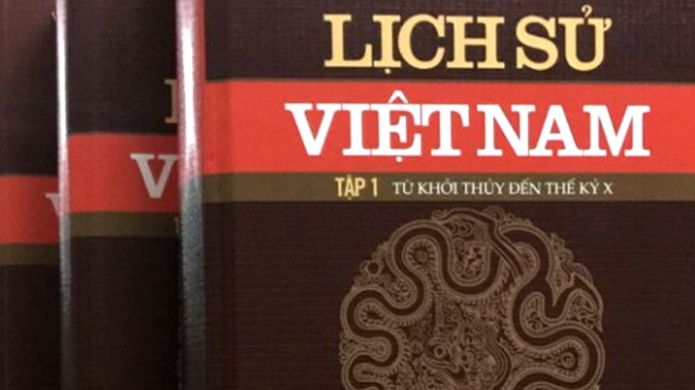 LỊCH SỬ
VIỆT NAM
TẬP 1 TỪ KHỞI THỦY ĐẾN THẾ KỶ X